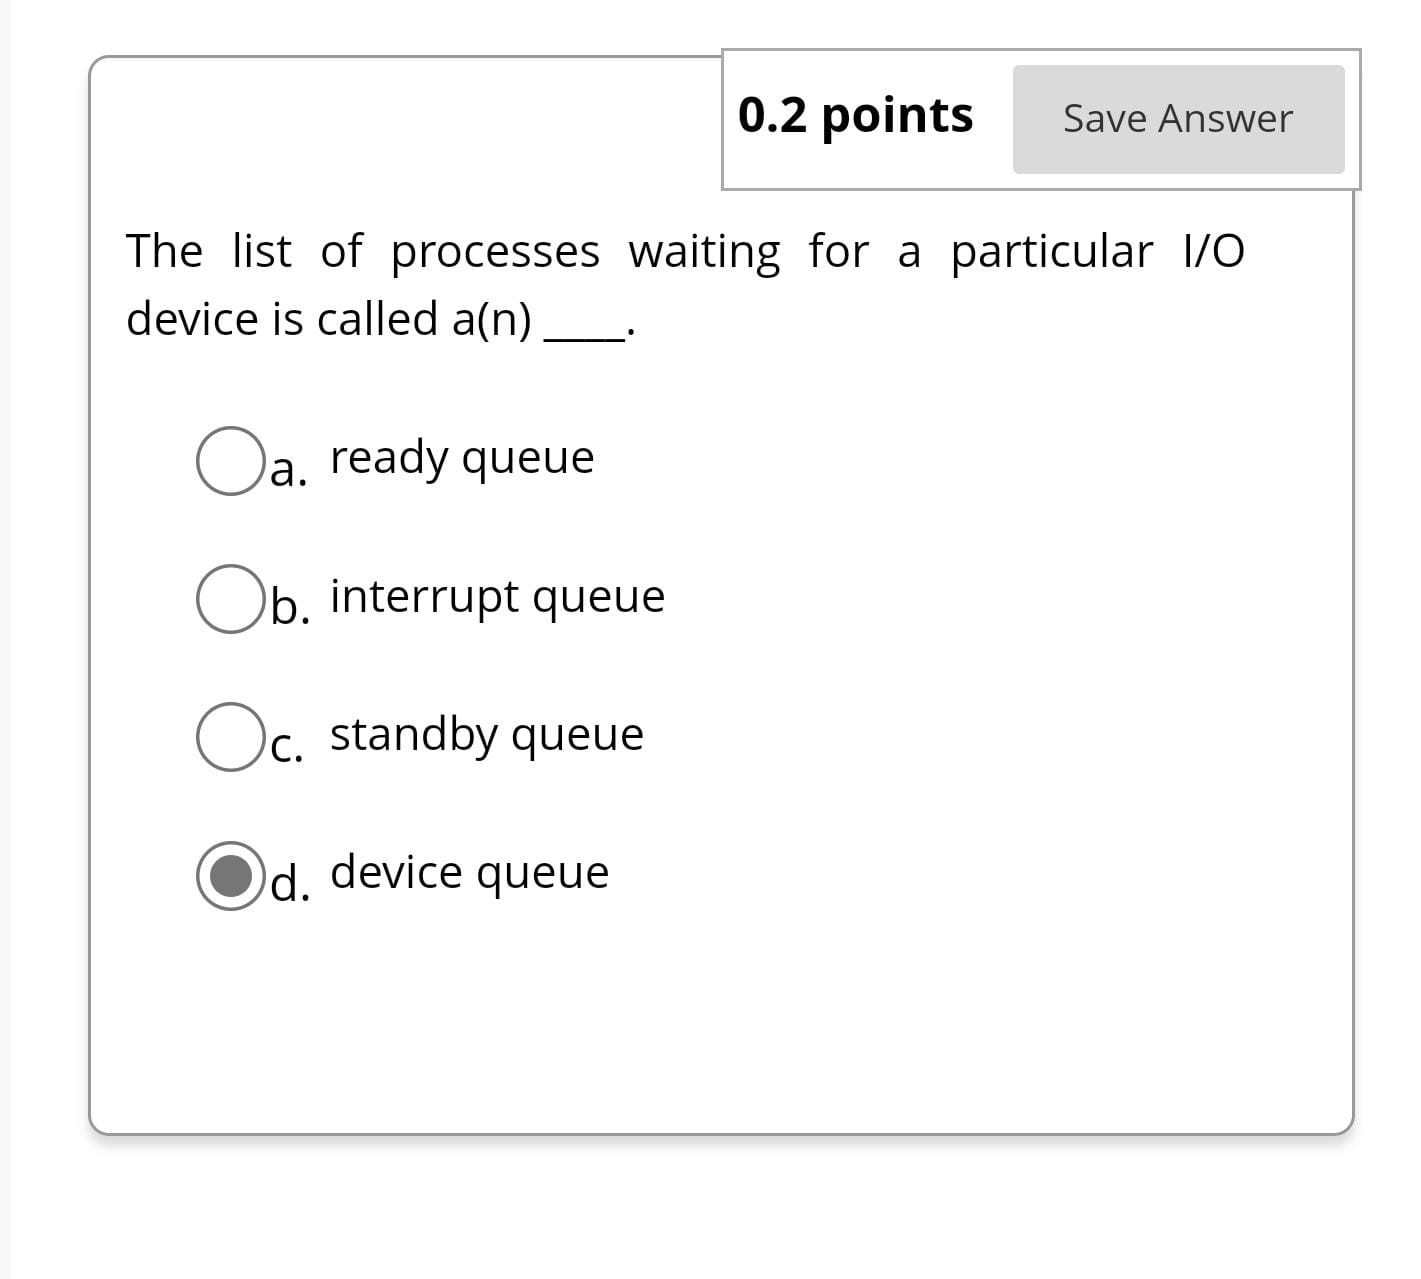 0.2 points Save Answer
The list of processes waiting for a particular I/O
device is called a(n) ____.
a. ready queue
b. interrupt queue
c. standby queue
d. device queue